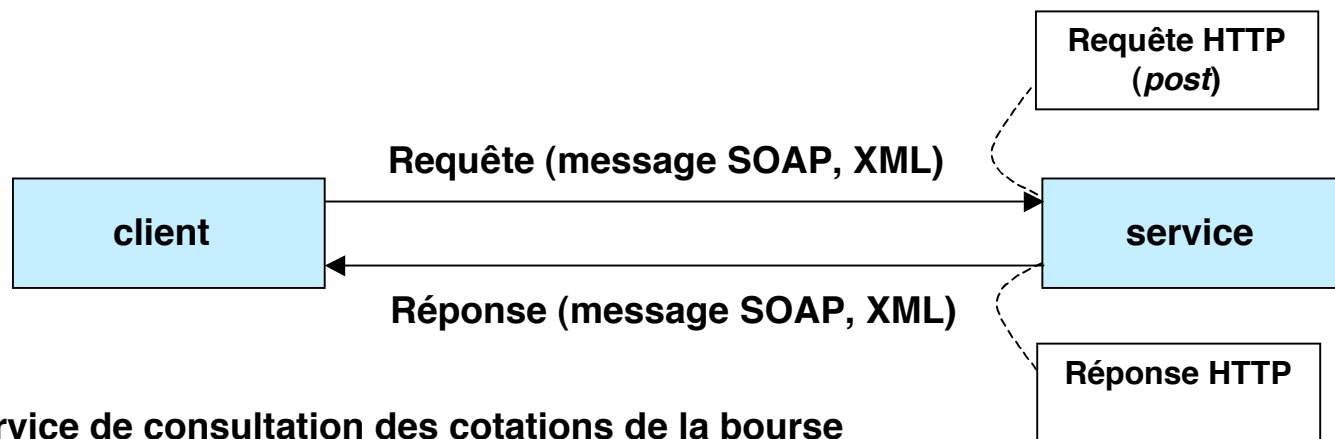 Requête HTTP
(post)
Requête (message SOAP, XML)
client
service
Réponse (message SOAP, XML)
Réponse HTTP
de consultation des cotations de la bourse